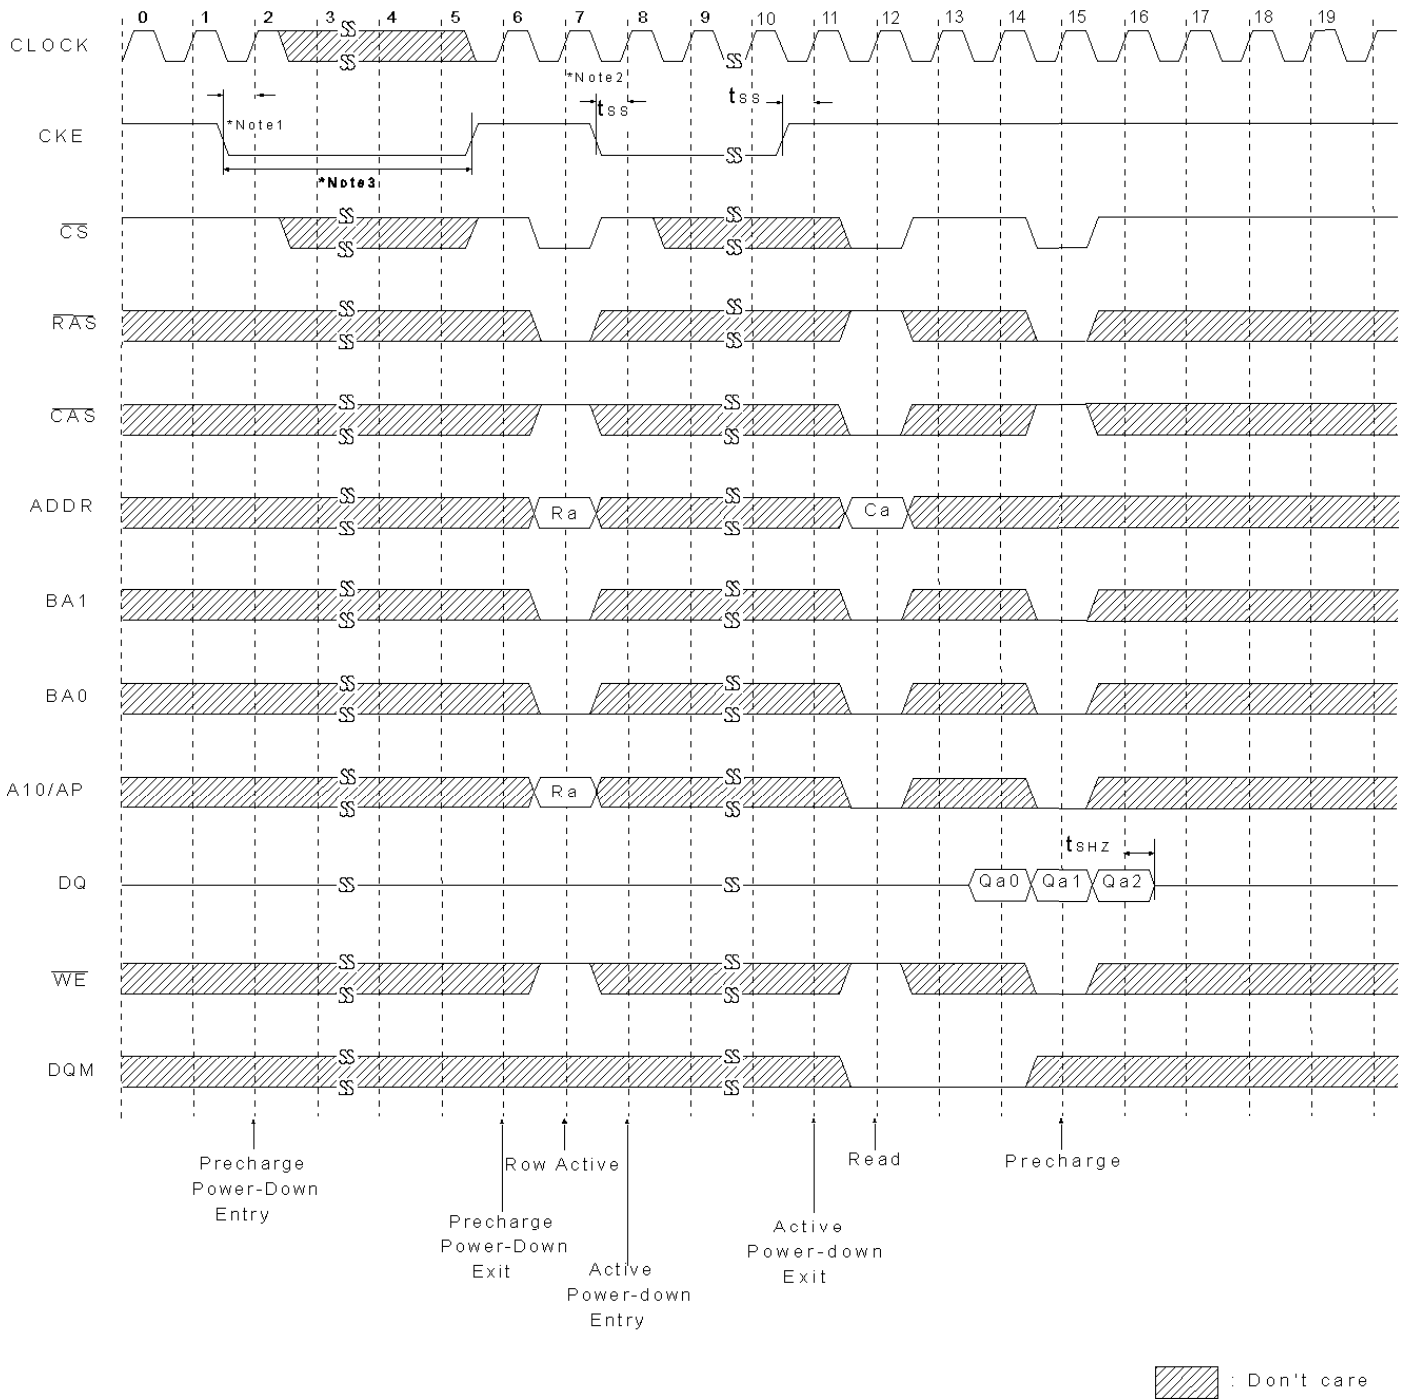 0 1 2 3 4 5 6 7 8 9 10 11 12 13 14 15 16 17 18 19
CLOCK
*Note2
tSS
tSS
*Note1
CKE
*Note3
CS
RAS
CAS
ADDR
Ra
Ca
BA1
BA0
A10/AP
Ra
tSHZ
DQ
Qa0
Qa1
Qa2
WE
DQM
Precharge
Power-Down
Entry
Row Active
Read
Precharge
Precharge
Power-Down
Exit
Active
Power-down
Exit
Active
Power-down
Entry
: Don't care